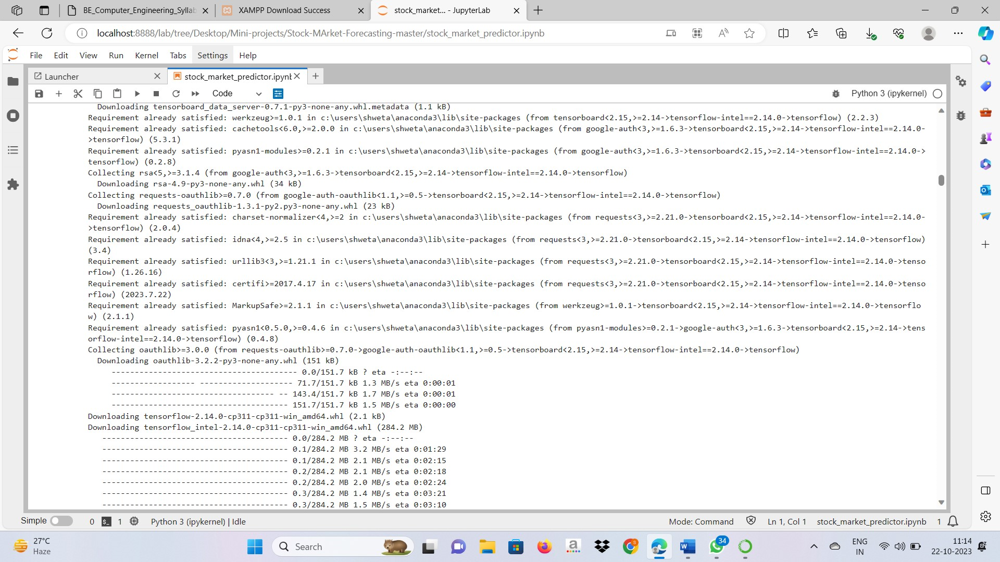 BE_Computer_Engineering_Syllab
XAMPP Download Success
stock_market... - JupyterLab
localhost:8888/lab/tree/Desktop/Mini-projects/Stock-MArket-Forecasting-master/stock_market_predictor.ipynb
File Edit View Run Kernel Tabs Settings Help
Launcher
stock_market_predictor.ipynb
Code
Python 3 (ipykernel)
Downloading tensorboard_data_server-0.7.1-py3-none-any.whl.metadata (1.1 kB)
Requirement already satisfied: werkzeug>=1.0.1 in c:\users\shweta\anaconda3\lib\site-packages (from tensorboard<2.15,>=2.14->tensorflow-intel==2.14.0->tensorflow) (2.2.3)
Requirement already satisfied: cachetools<6.0,>=2.0.0 in c:\users\shweta\anaconda3\lib\site-packages (from google-auth<3,>=1.6.3->tensorboard<2.15,>=2.14->tensorflow-intel==2.14.0-
>tensorflow) (5.3.1)
Requirement already satisfied: pyasn1-modules>=0.2.1 in c:\users\shweta\anaconda3\lib\site-packages (from google-auth<3,>=1.6.3->tensorboard<2.15,>=2.14->tensorflow-intel==2.14.0->
tensorflow) (0.2.8)
Collecting rsa<5,>=3.1.4 (from google-auth<3,>=1.6.3->tensorboard<2.15,>=2.14->tensorflow-intel==2.14.0->tensorflow)
Downloading rsa-4.9-py3-none-any.whl (34 kB)
Collecting requests-oauthlib>=0.7.0 (from google-auth-oauthlib<1.1,>=0.5->tensorboard<2.15,>=2.14->tensorflow-intel==2.14.0->tensorflow)
Downloading requests_oauthlib-1.3.1-py2.py3-none-any.whl (23 kB)
Requirement already satisfied: charset-normalizer<4,>=2 in c:\users\shweta\anaconda3\lib\site-packages (from requests<3,>=2.21.0->tensorboard<2.15,>=2.14->tensorflow-intel==2.14.0-
>tensorflow) (2.0.4)
Requirement already satisfied: idna<4,>=2.5 in c:\users\shweta\anaconda3\lib\site-packages (from requests<3,>=2.21.0->tensorboard<2.15,>=2.14->tensorflow-intel==2.14.0->tensorflow)
(3.4)
Requirement already satisfied: urllib3<3,>=1.21.1 in c:\users\shweta\anaconda3\lib\site-packages (from requests<3,>=2.21.0->tensorboard<2.15,>=2.14->tensorflow-intel==2.14.0->tenso
rflow) (1.26.16)
Requirement already satisfied: certifi>=2017.4.17 in c:\users\shweta\anaconda3\lib\site-packages (from requests<3,>=2.21.0->tensorboard<2.15,>=2.14->tensorflow-intel==2.14.0->tenso
rflow) (2023.7.22)
Requirement already satisfied: MarkupSafe>=2.1.1 in c:\users\shweta\anaconda3\lib\site-packages (from werkzeug>=1.0.1->tensorboard<2.15,>=2.14->tensorflow-intel==2.14.0->tensorflo
w) (2.1.1)
Requirement already satisfied: pyasn1<0.5.0,>=0.4.6 in c:\users\shweta\anaconda3\lib\site-packages (from pyasn1-modules>=0.2.1->google-auth<3,>=1.6.3->tensorboard<2.15,>=2.14->tens
orflow-intel==2.14.0->tensorflow) (0.4.8)
Collecting oauthlib>=3.0.0 (from requests-oauthlib>=0.7.0->google-auth-oauthlib<1.1,>=0.5->tensorboard<2.15,>=2.14->tensorflow-intel==2.14.0->tensorflow)
Downloading oauthlib-3.2.2-py3-none-any.whl (151 kB)
---------------------------------------- 0.0/151.7 kB ? eta -:--:--
------------------ -------------------- 71.7/151.7 kB 1.3 MB/s eta 0:00:01
----------------------------------- -- 143.4/151.7 kB 1.7 MB/s eta 0:00:01
-------------------------------------- 151.7/151.7 kB 1.5 MB/s eta 0:00:00
Downloading tensorflow-2.14.0-cp311-cp311-win_amd64.whl (2.1 kB)
Downloading tensorflow_intel-2.14.0-cp311-cp311-win_amd64.whl (284.2 MB)
---------------------------------------- 0.0/284.2 MB ? eta -:--:--
---------------------------------------- 0.1/284.2 MB 3.2 MB/s eta 0:01:29
---------------------------------------- 0.1/284.2 MB 2.1 MB/s eta 0:02:15
---------------------------------------- 0.2/284.2 MB 2.1 MB/s eta 0:02:18
---------------------------------------- 0.2/284.2 MB 2.0 MB/s eta 0:02:24
---------------------------------------- 0.3/284.2 MB 1.4 MB/s eta 0:03:21
---------------------------------------- 0.3/284.2 MB 1.5 MB/s eta 0:03:10
Simple 0 1 Python 3 (ipykernel) | Idle
Mode: Command Ln 1, Col 1 stock_market_predictor.ipynb 1
27°C
Haze
Search
34
ENG
IN
11:14
22-10-2023